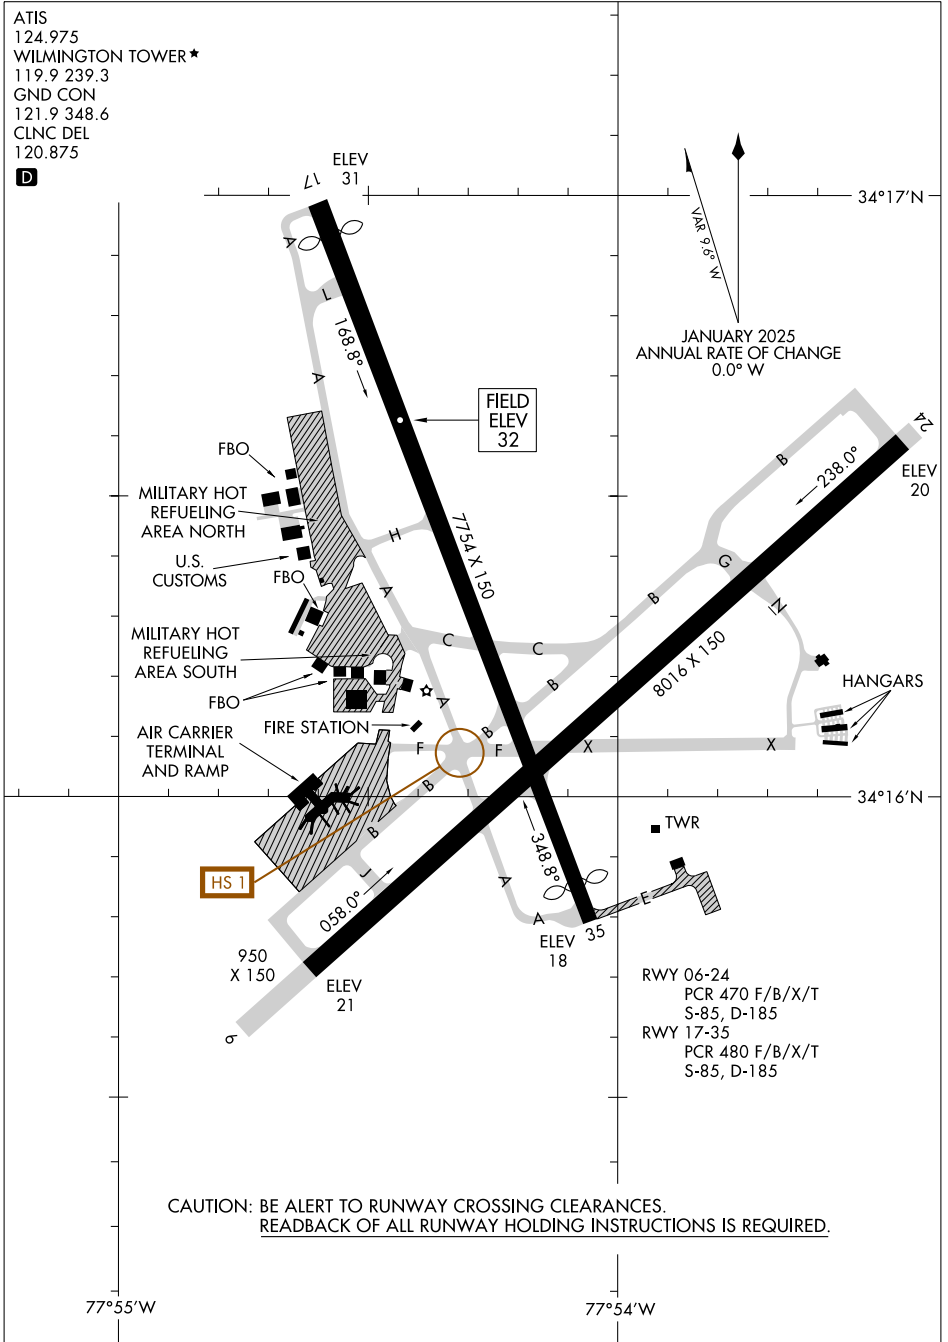 ATIS
124.975
WILMINGTON TOWER★
119.9 239.3
GND CON
121.9 348.6
CLNC DEL
120.875
D
17
ELEV
31
34°17'N
VAR 9.6° W
JANUARY 2025
ANNUAL RATE OF CHANGE
0.0° W
A
L
168.8°
A
FIELD
ELEV
32
24
ELEV
20
B
238.0°
FBO
MILITARY HOT
REFUELING
AREA NORTH
H
7754 X 150
U.S.
CUSTOMS
G
FBO
A
B
N
MILITARY HOT
REFUELING
AREA SOUTH
C
C
8016 X 150
B
HANGARS
FBO
A
FIRE STATION
B
AIR CARRIER
TERMINAL
AND RAMP
F
F
X
X
B
34°16'N
TWR
B
348.8°
HS 1
J
A
E
058.0°
A
35
ELEV
18
950
X 150
ELEV
21
6
RWY 06-24
PCR 470 F/B/X/T
S-85, D-185
RWY 17-35
PCR 480 F/B/X/T
S-85, D-185
CAUTION: BE ALERT TO RUNWAY CROSSING CLEARANCES.
READBACK OF ALL RUNWAY HOLDING INSTRUCTIONS IS REQUIRED.
77°55'W
77°54'W